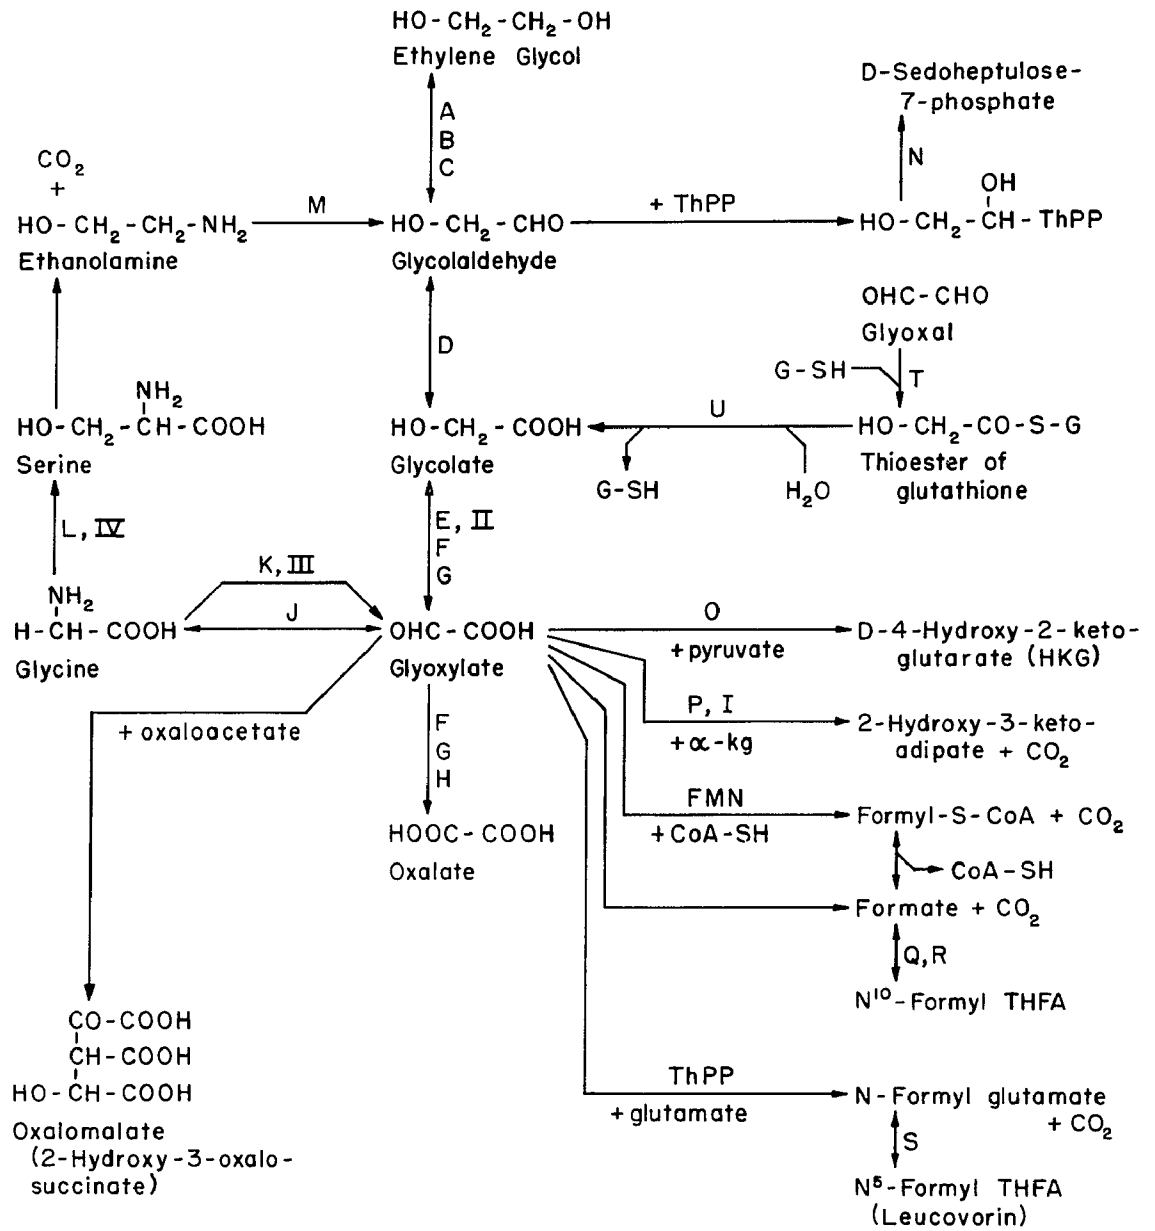 HO-CH2-CH2-OH
Ethylene Glycol
A
B
C
D-Sedoheptulose-
7-phosphate
N
CO2
+
HO-CH2-CH2-NH2
Ethanolamine
M
HO-CH2-CHO
Glycolaldehyde
+ ThPP
OH
HO-CH2-CH-ThPP
OHC-CHO
Glyoxal
G-SH
T
D
NH2
HO-CH2-CH-COOH
Serine
HO-CH2-COOH
Glycolate
U
G-SH
H2O
HO-CH2-CO-S-G
Thioester of
glutathione
L, IV
E, II
F
G
K, III
J
NH2
H-CH-COOH
Glycine
OHC-COOH
Glyoxylate
O
+ pyruvate
D-4-Hydroxy-2-keto-
glutarate (HKG)
+ oxaloacetate
F
G
H
P, I
+ α-kg
2-Hydroxy-3-keto-
adipate + CO2
HOOC-COOH
Oxalate
FMN
+ CoA-SH
Formyl-S-CoA + CO2
CoA-SH
Formate + CO2
Q, R
N10-Formyl THFA
CO-COOH
CH-COOH
HO-CH-COOH
Oxalomalate
(2-Hydroxy-3-oxalo-
succinate)
ThPP
+ glutamate
N-Formyl glutamate
+ CO2
S
N5-Formyl THFA
(Leucovorin)